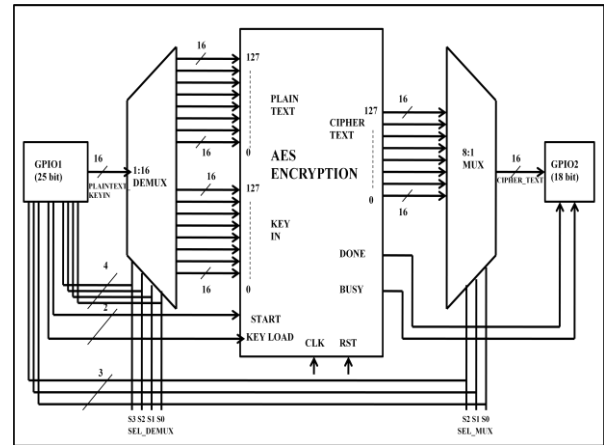 GPIO1
(25 bit)
16
PLAINTEXT_
KEYIN
1:16
DEMUX
16
16
16
16
127
PLAIN
TEXT
0
AES
ENCRYPTION
127
KEY
IN
0
START
KEY LOAD
CLK RST
127
CIPHER
TEXT
0
DONE
BUSY
16
16
8:1
MUX
16
CIPHER_TEXT
GPIO2
(18 bit)
4
2
3
S3 S2 S1 S0
SEL_DEMUX
S2 S1 S0
SEL_MUX